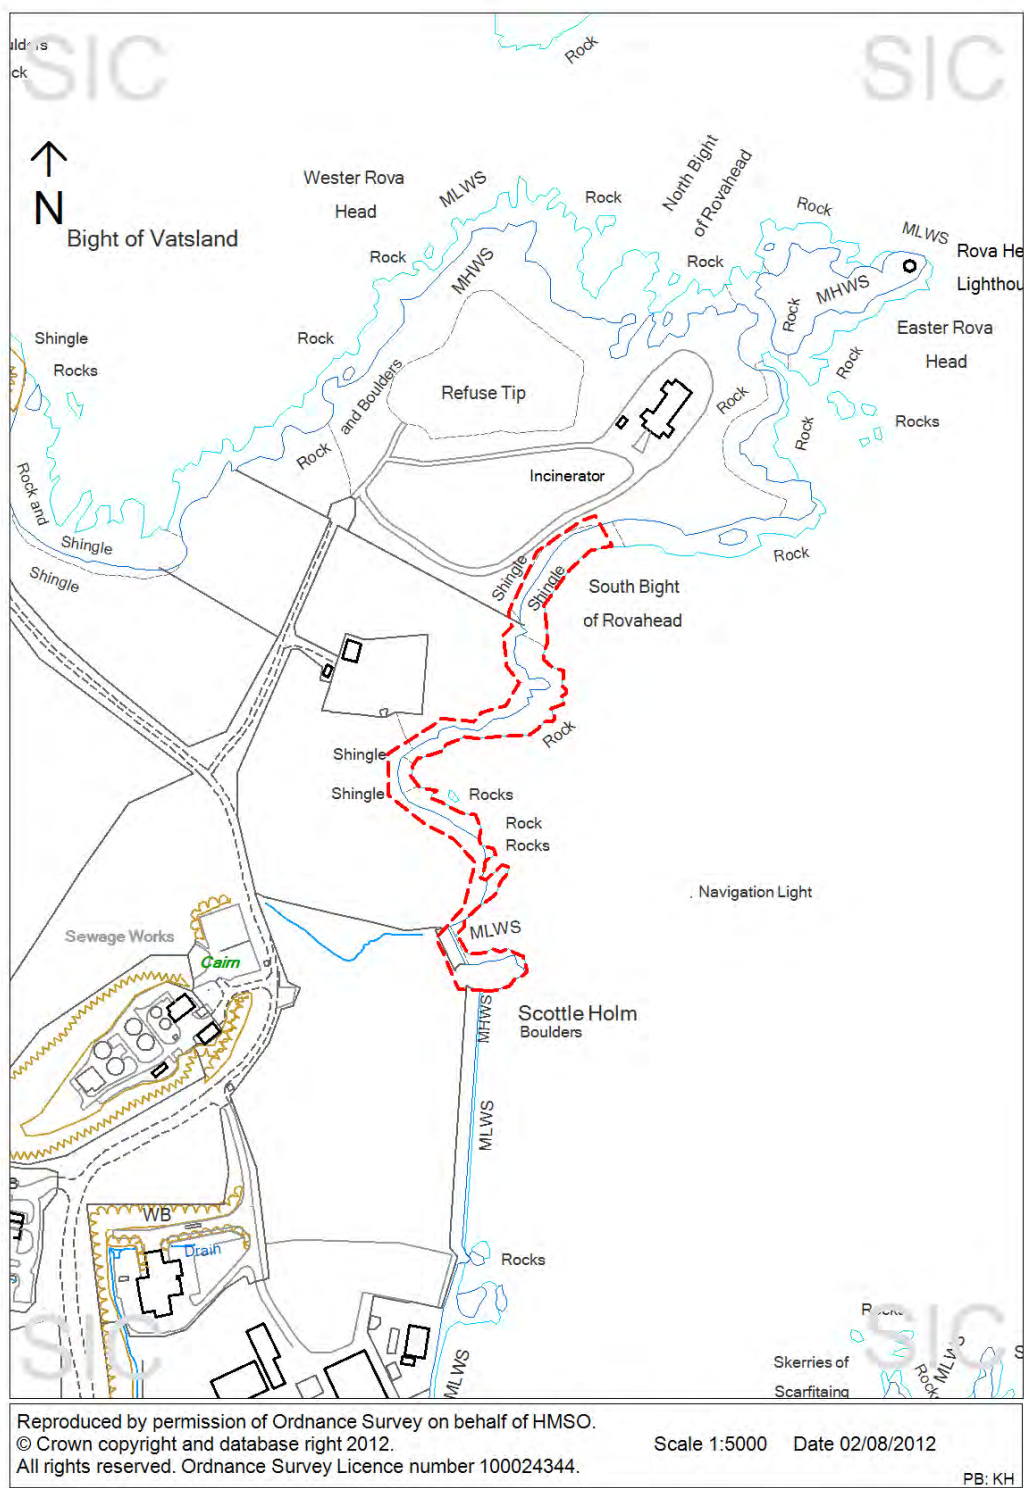 SIC
SIC
Rock
ck
N
Wester Rova
Head
MLWS
Rock
North Bight
of Rovahead
Rock
MLWS
Bight of Vatsland
Rock
MHWS
Rock
Rova He
Lighthou
MHWS
Rock
Easter Rova
Head
Shingle
Rocks
Rock
Rock
Refuse Tip
and Boulders
Rock
Rock
Rocks
Rock
Rock and
Shingle
Shingle
Incinerator
Rock
Shingle
Shingle
South Bight
of Rovahead
Rock
Shingle
Shingle
Rocks
Rock
Rocks
. Navigation Light
Sewage Works
Cairn
MLWS
Scottle Holm
Boulders
MHWS
MLWS
WB
Drain
Rocks
SIC
SIC
MLWS
Skerries of
Scarfitaing
Rocks
MLWS
S
Reproduced by permission of Ordnance Survey on behalf of HMSO.
© Crown copyright and database right 2012.
All rights reserved. Ordnance Survey Licence number 100024344.
Scale 1:5000 Date 02/08/2012
PB: KH